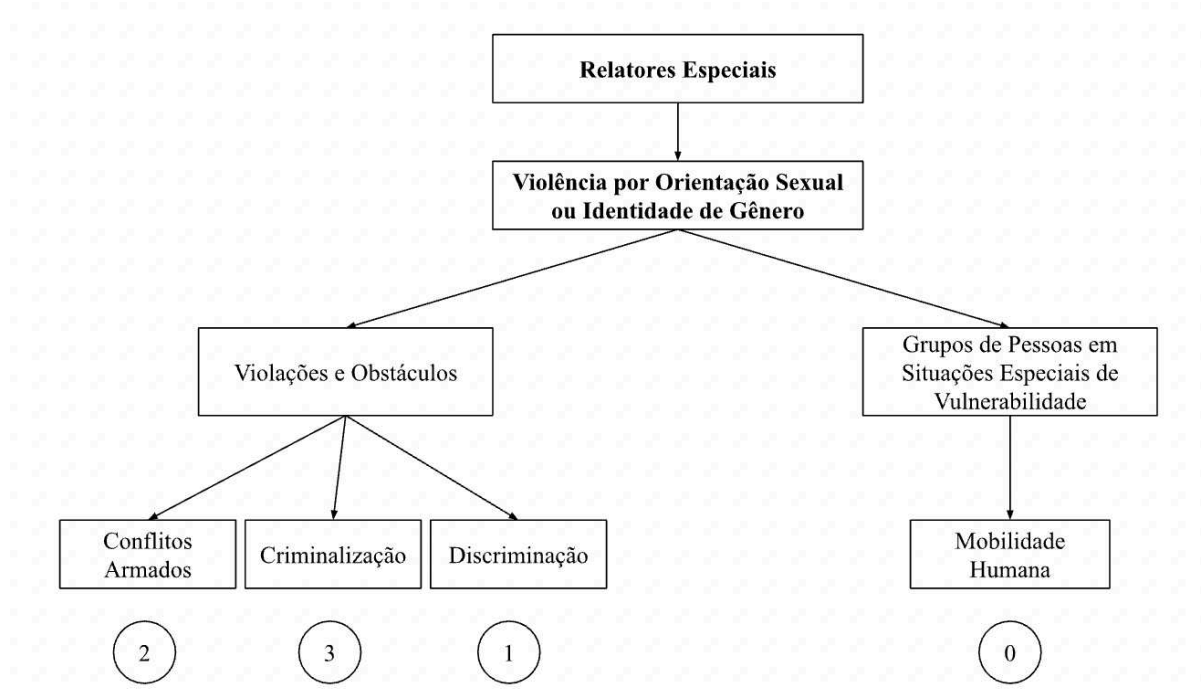 Relatores Especiais
Violência por Orientação Sexual
ou Identidade de Gênero
Violações e Obstáculos
Grupos de Pessoas em
Situações Especiais de
Vulnerabilidade
Conflitos
Armados
Criminalização
Discriminação
Mobilidade
Humana
2
3
1
0